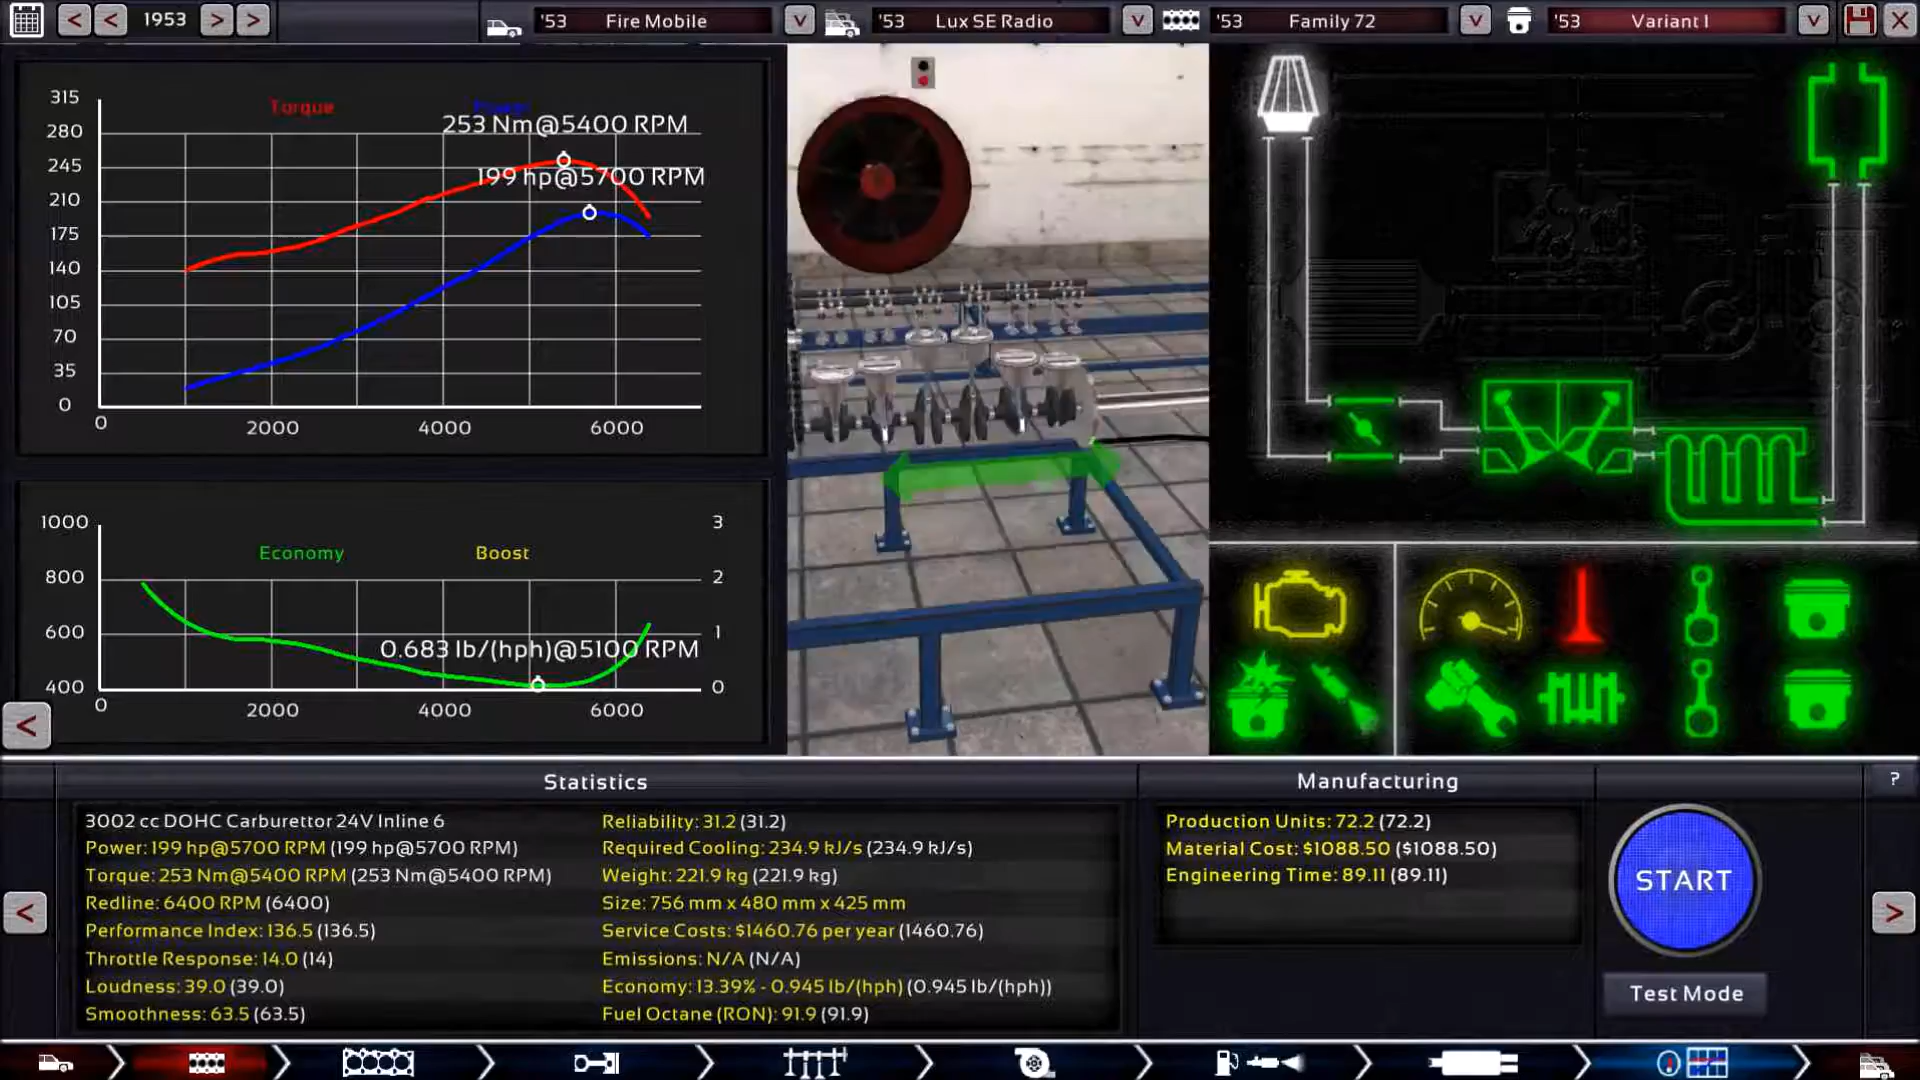 1953
'53 Fire Mobile
'53 Lux SE Radio
'53 Family 72
'53 Variant I
Torque
Power
253 Nm@5400 RPM
199 hp@5700 RPM
315
280
245
210
175
140
105
70
35
0
0 2000 4000 6000
Economy
Boost
0.683 lb/(hph)@5100 RPM
1000
800
600
400
3
2
1
0
0 2000 4000 6000
Statistics
3002 cc DOHC Carburettor 24V Inline 6
Power: 199 hp@5700 RPM (199 hp@5700 RPM)
Torque: 253 Nm@5400 RPM (253 Nm@5400 RPM)
Redline: 6400 RPM (6400)
Performance Index: 136.5 (136.5)
Throttle Response: 14.0 (14)
Loudness: 39.0 (39.0)
Smoothness: 63.5 (63.5)
Reliability: 31.2 (31.2)
Required Cooling: 234.9 kJ/s (234.9 kJ/s)
Weight: 221.9 kg (221.9 kg)
Size: 756 mm x 480 mm x 425 mm
Service Costs: $1460.76 per year (1460.76)
Emissions: N/A (N/A)
Economy: 13.39% - 0.945 lb/(hph) (0.945 lb/(hph))
Fuel Octane (RON): 91.9 (91.9)
Manufacturing
Production Units: 72.2 (72.2)
Material Cost: $1088.50 ($1088.50)
Engineering Time: 89.11 (89.11)
?
START
Test Mode